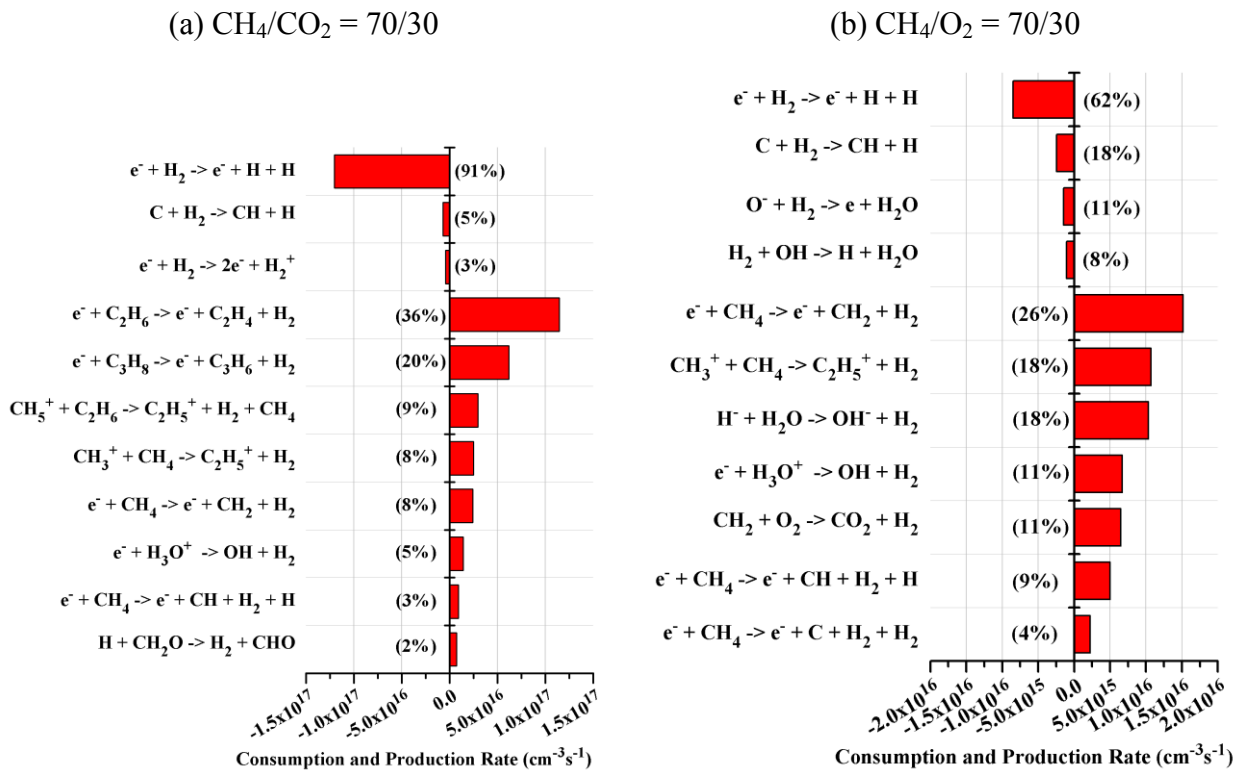 (a) CH₄/CO₂ = 70/30
e⁻ + H₂ -> e⁻ + H + H (91%)
C + H₂ -> CH + H (5%)
e⁻ + H₂ -> 2e⁻ + H₂⁺ (3%)
e⁻ + C₂H₆ -> e⁻ + C₂H₄ + H₂ (36%)
e⁻ + C₃H₈ -> e⁻ + C₃H₆ + H₂ (20%)
CH₅⁺ + C₂H₆ -> C₂H₅⁺ + H₂ + CH₄ (9%)
CH₃⁺ + CH₄ -> C₂H₅⁺ + H₂ (8%)
e⁻ + CH₄ -> e⁻ + CH₂ + H₂ (8%)
e⁻ + H₃O⁺ -> OH + H₂ (5%)
e⁻ + CH₄ -> e⁻ + CH + H₂ + H (3%)
H + CH₂O -> H₂ + CHO (2%)
-1.5x10¹⁷ -1.0x10¹⁷ -5.0x10¹⁶ 0.0 5.0x10¹⁶ 1.0x10¹⁷ 1.5x10¹⁷
Consumption and Production Rate (cm⁻³s⁻¹)
(b) CH₄/O₂ = 70/30
e⁻ + H₂ -> e⁻ + H + H (62%)
C + H₂ -> CH + H (18%)
O⁻ + H₂ -> e + H₂O (11%)
H₂ + OH -> H + H₂O (8%)
e⁻ + CH₄ -> e⁻ + CH₂ + H₂ (26%)
CH₃⁺ + CH₄ -> C₂H₅⁺ + H₂ (18%)
H⁻ + H₂O -> OH⁻ + H₂ (18%)
e⁻ + H₃O⁺ -> OH + H₂ (11%)
CH₂ + O₂ -> CO₂ + H₂ (11%)
e⁻ + CH₄ -> e⁻ + CH + H₂ + H (9%)
e⁻ + CH₄ -> e⁻ + C + H₂ + H₂ (4%)
-2.0x10¹⁶ -1.5x10¹⁶ -1.0x10¹⁶ -5.0x10¹⁵ 0.0 5.0x10¹⁵ 1.0x10¹⁶ 1.5x10¹⁶ 2.0x10¹⁶
Consumption and Production Rate (cm⁻³s⁻¹)